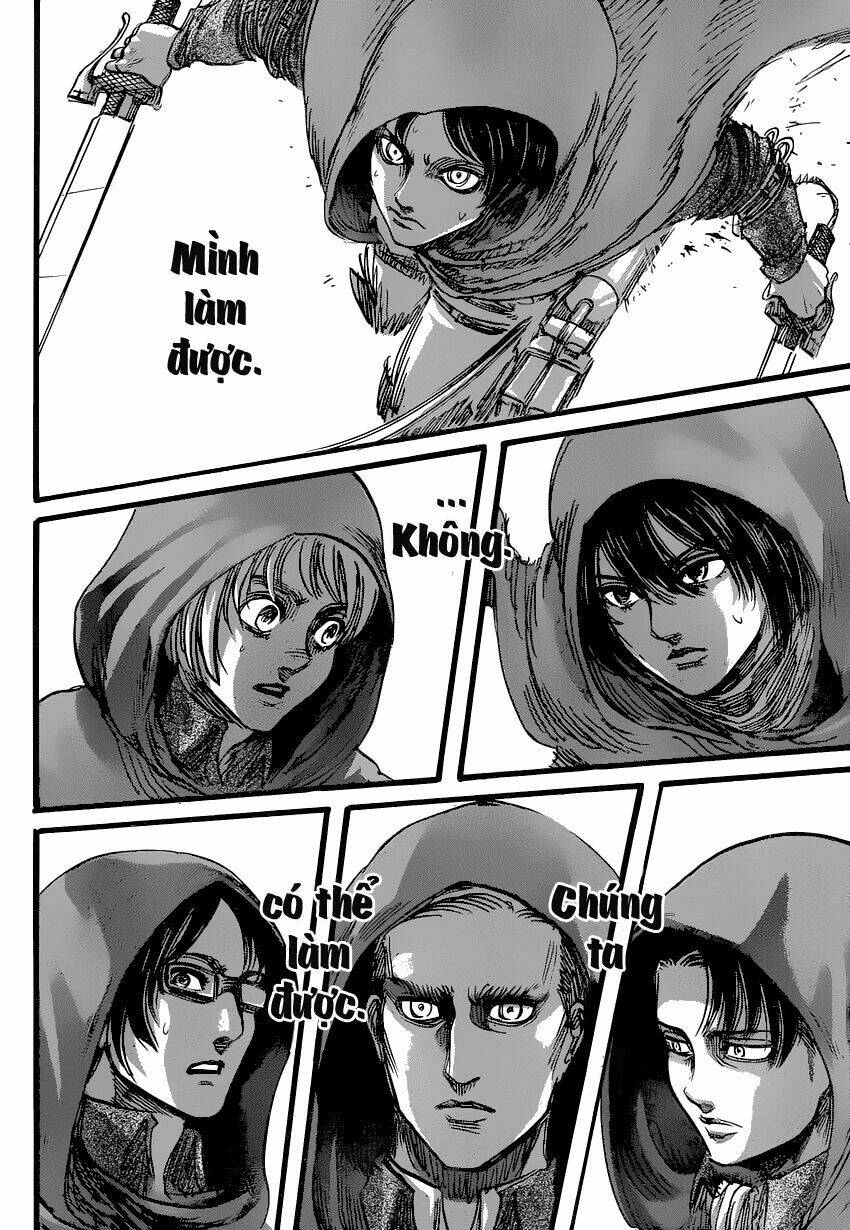 Mình
làm
được.
...
Không.
Chúng
ta
có thể
làm
được.